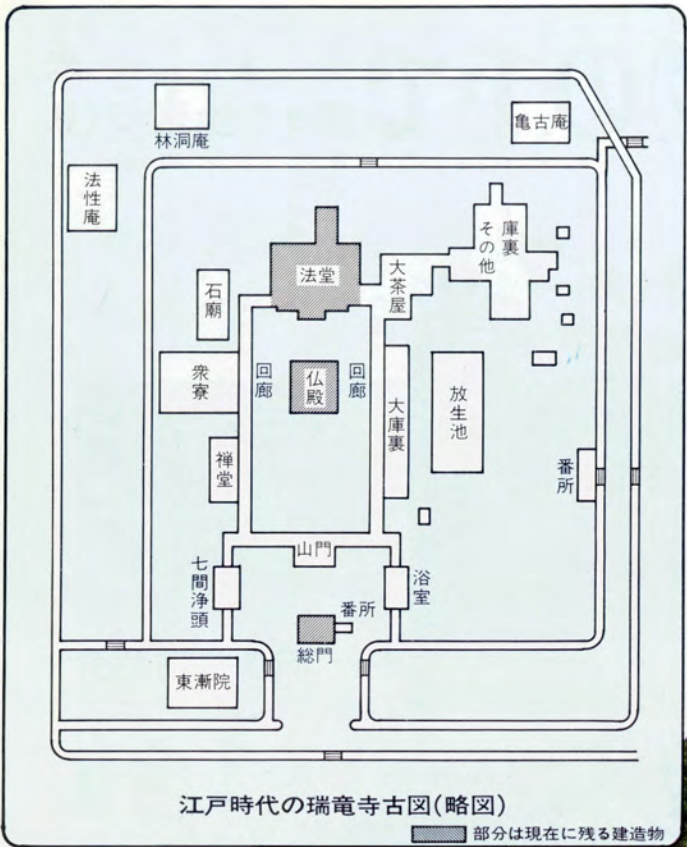 林洞庵
亀古庵
法性庵
庫裏
その他
法堂
大茶屋
石廟
衆寮
回廊
仏殿
回廊
大庫裏
放生池
禅堂
番所
山門
七間浄頭
浴室
番所
総門
東漸院
江戸時代の瑞竜寺古図(略図)
部分は現在に残る建造物